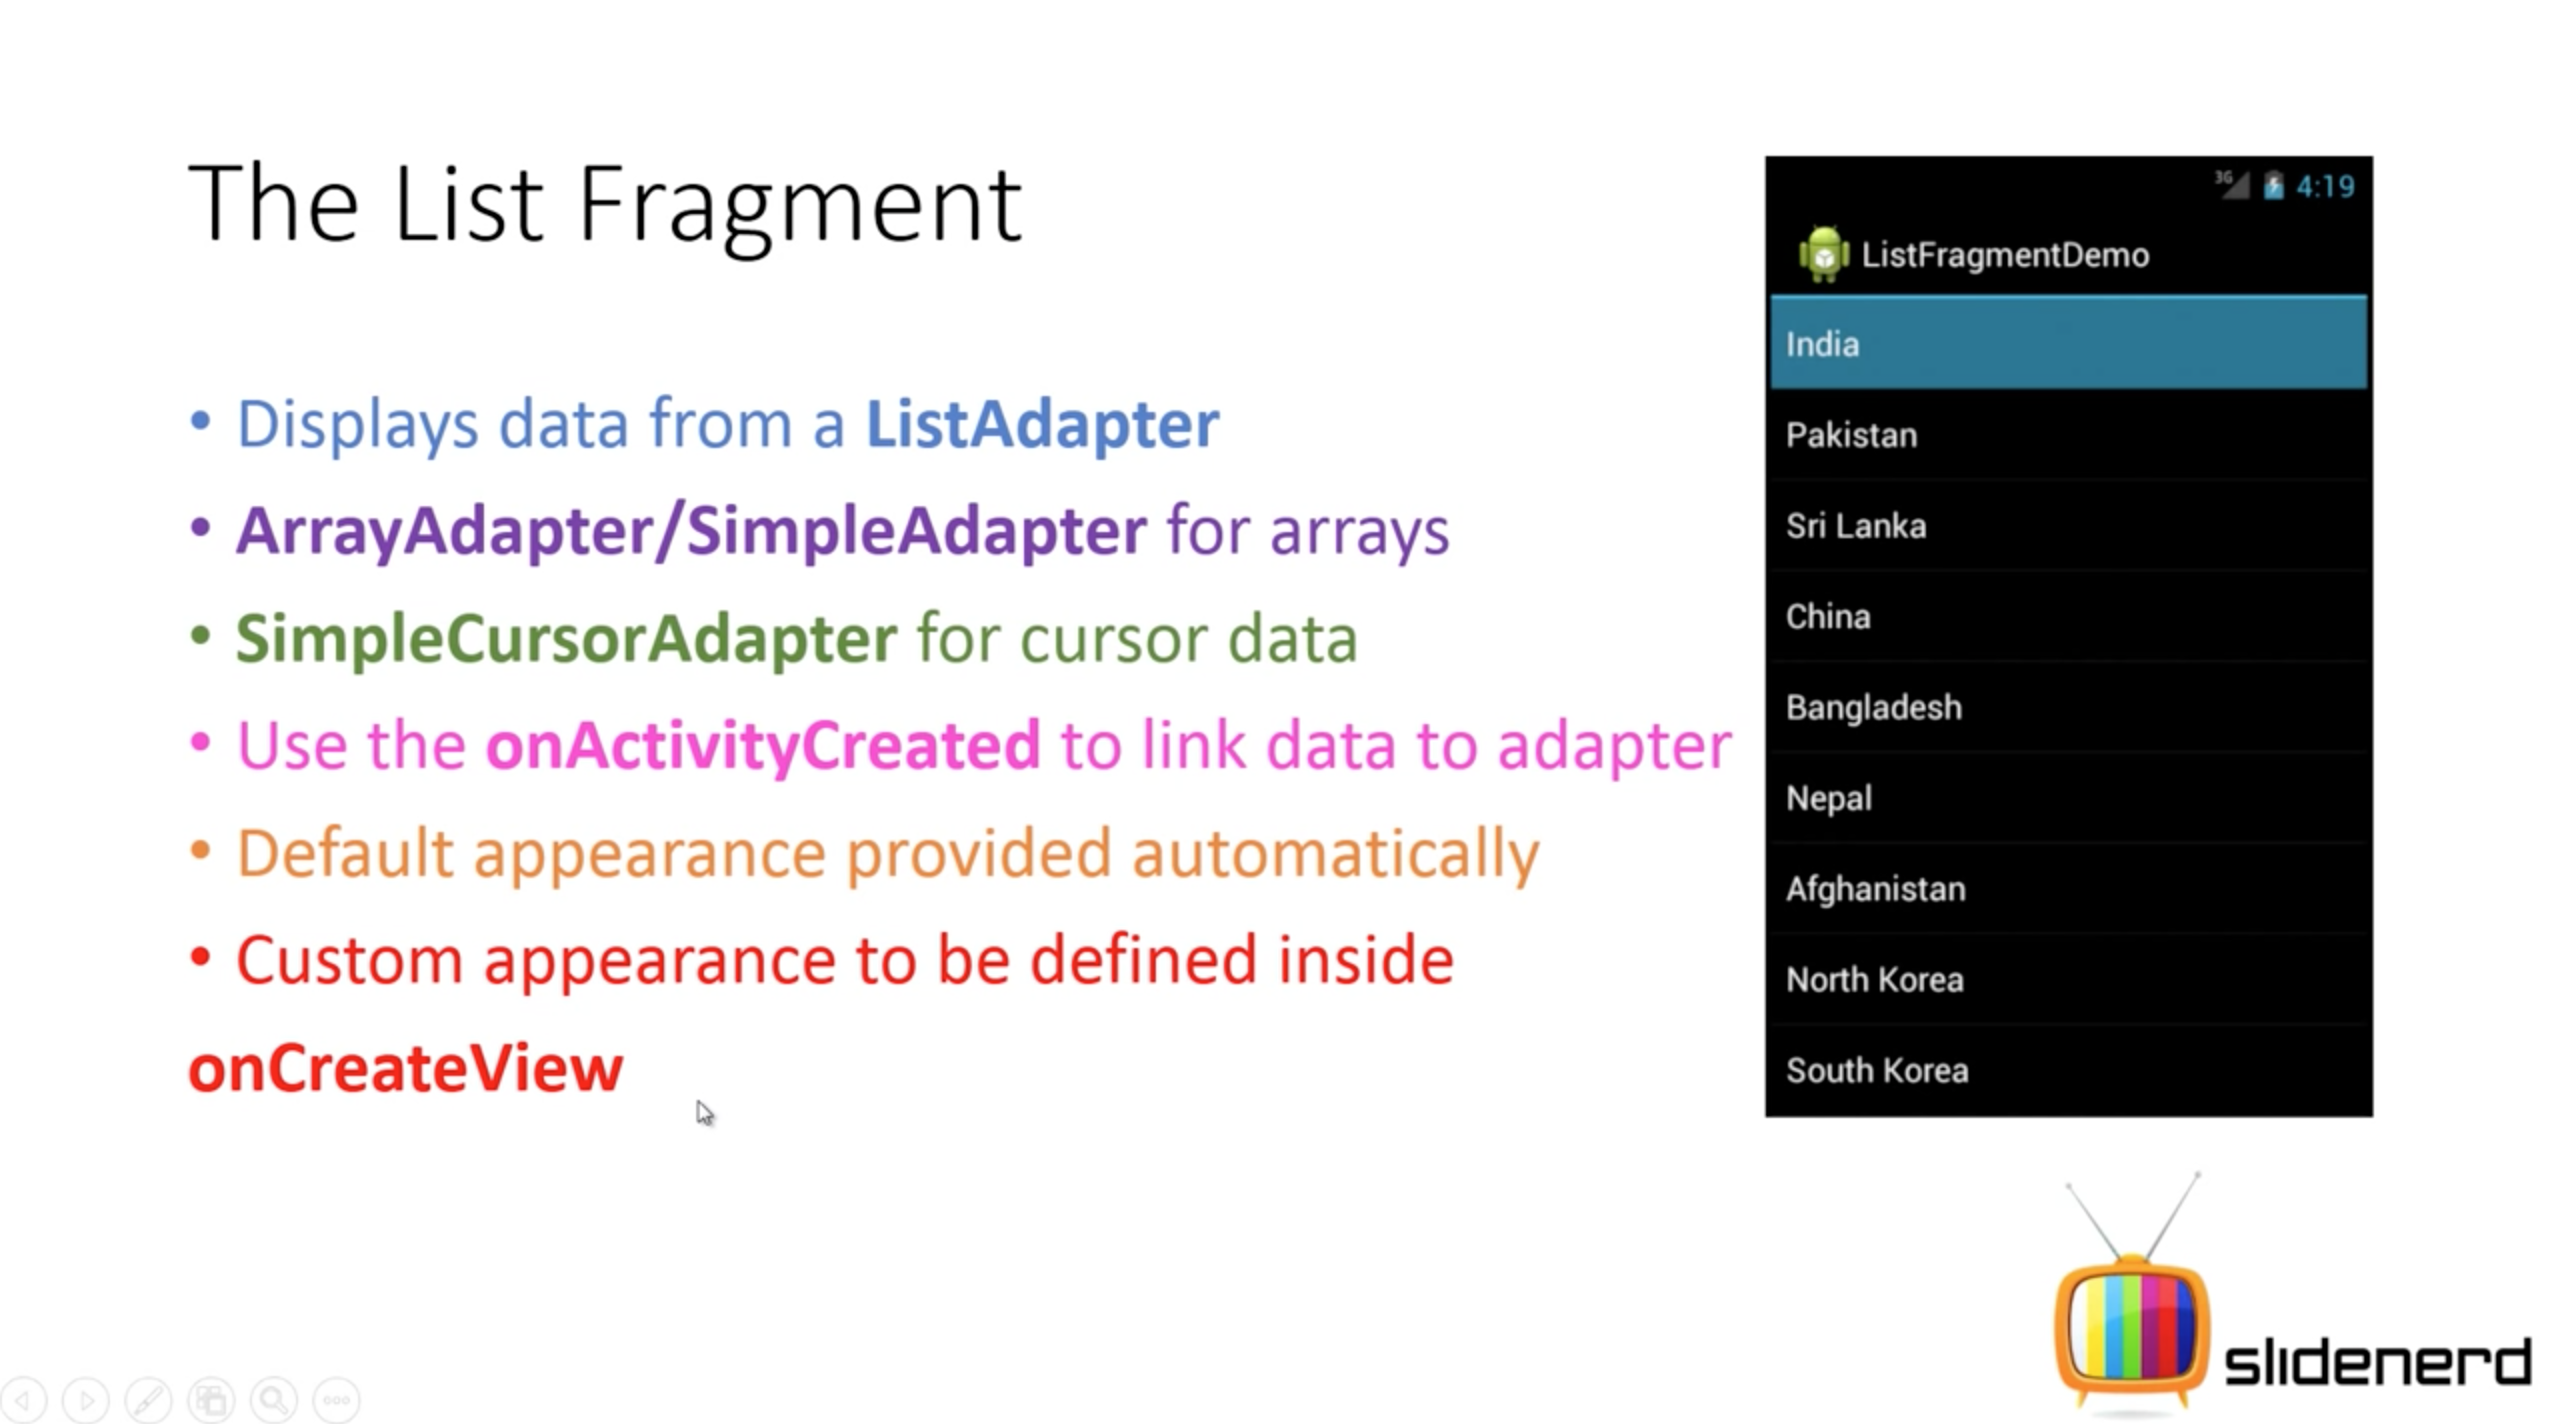 The List Fragment
• Displays data from a ListAdapter
• ArrayAdapter/SimpleAdapter for arrays
• SimpleCursorAdapter for cursor data
• Use the onActivityCreated to link data to adapter
• Default appearance provided automatically
• Custom appearance to be defined inside
onCreateView
3G 4:19
ListFragmentDemo
India
Pakistan
Sri Lanka
China
Bangladesh
Nepal
Afghanistan
North Korea
South Korea
slidenerd